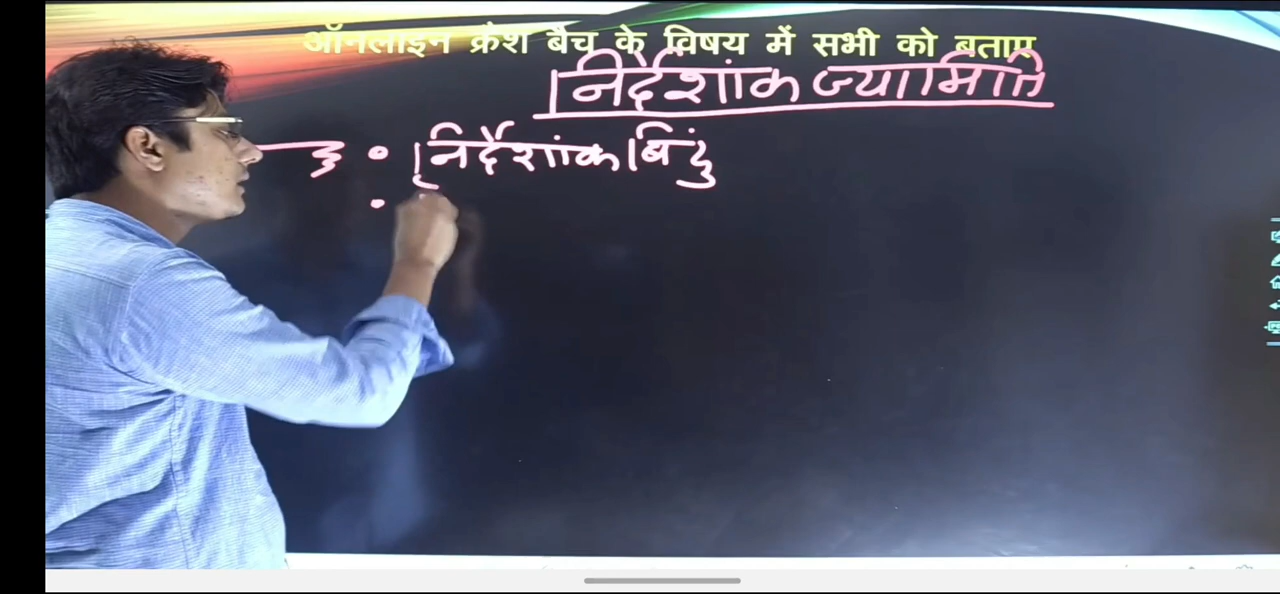 ऑनलाइन क्रैश बैच के विषय में सभी को बताए
निर्देशांक ज्यामिति
निर्देशांक बिंदु